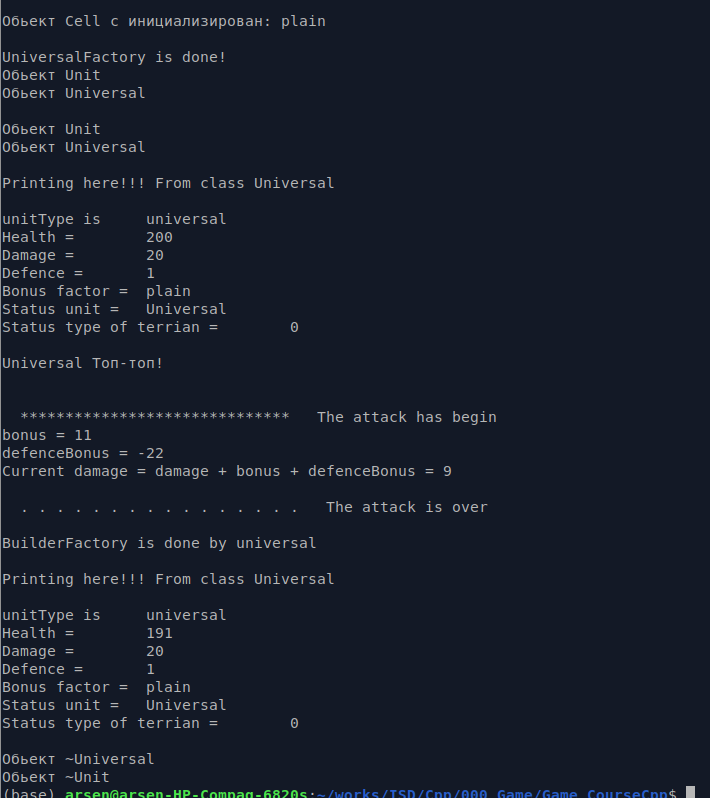 Обьект Cell с инициализирован: plain
UniversalFactory is done!
Обьект Unit
Обьект Universal
Обьект Unit
Обьект Universal
Printing here!!! From class Universal
unitType is universal
Health = 200
Damage = 20
Defence = 1
Bonus factor = plain
Status unit = Universal
Status type of terrian = 0
Universal Топ-топ!
****************************** The attack has begin
bonus = 11
defenceBonus = -22
Current damage = damage + bonus + defenceBonus = 9
. . . . . . . . . . . . . . . . The attack is over
BuilderFactory is done by universal
Printing here!!! From class Universal
unitType is universal
Health = 191
Damage = 20
Defence = 1
Bonus factor = plain
Status unit = Universal
Status type of terrian = 0
Обьект ~Universal
Обьект ~Unit
(base) arsen@arsen-HP-Compaq-6820s:~/works/ISD/Cpp/000_Game/Game_CourseCpp$